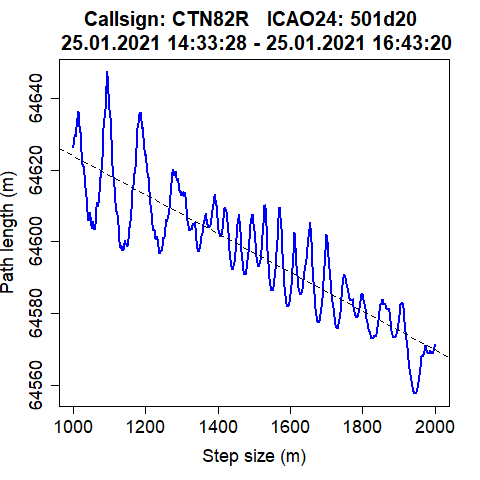 Callsign: CTN82R   ICAO24: 501d20
25.01.2021 14:33:28 - 25.01.2021 16:43:20
Path length (m)
64640
64620
64600
64580
64560
1000 1200 1400 1600 1800 2000
Step size (m)